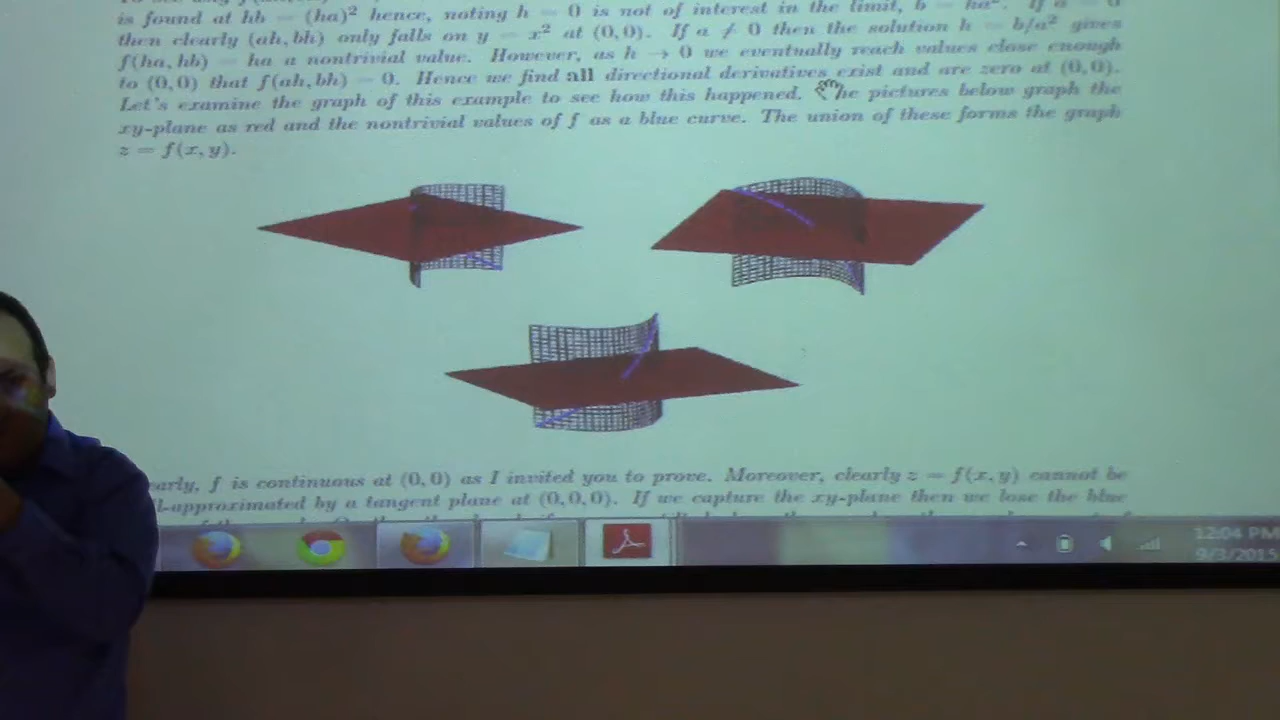 is found at hb = (ha)² hence, noting h = 0 is not of interest in the limit, b = ha². If a = 0
then clearly (ah, bh) only falls on y = x² at (0, 0). If a ≠ 0 then the solution h = b/a² gives
f(ha, hb) = ha a nontrivial value. However, as h → 0 we eventually reach values close enough
to (0, 0) that f(ah, bh) = 0. Hence we find all directional derivatives exist and are zero at (0, 0).
Let's examine the graph of this example to see how this happened. The pictures below graph the
xy-plane as red and the nontrivial values of f as a blue curve. The union of these forms the graph
z = f(x, y).
early, f is continuous at (0, 0) as I invited you to prove. Moreover, clearly z = f(x, y) cannot be
l-approximated by a tangent plane at (0, 0, 0). If we capture the xy-plane then we lose the blue
12:04 PM
9/3/2015